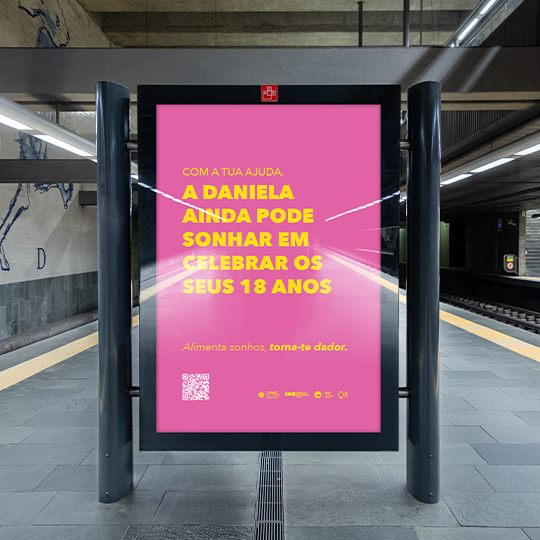 COM A TUA AJUDA,
A DANIELA
AINDA PODE
SONHAR EM
CELEBRAR OS
SEUS 18 ANOS
Alimenta sonhos, torna-te dador.
D